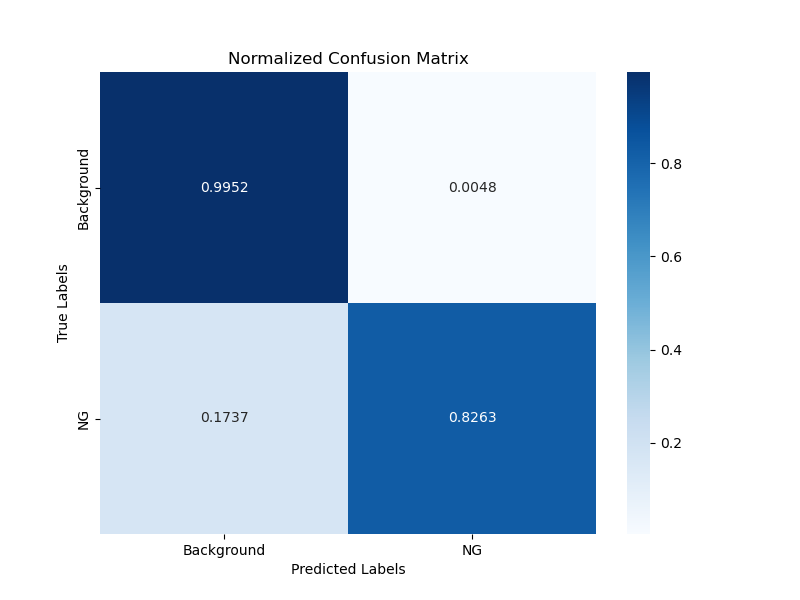 Normalized Confusion Matrix
Background
0.9952
0.0048
0.8
0.6
True Labels
0.4
NG
0.1737
0.8263
0.2
Background
NG
Predicted Labels